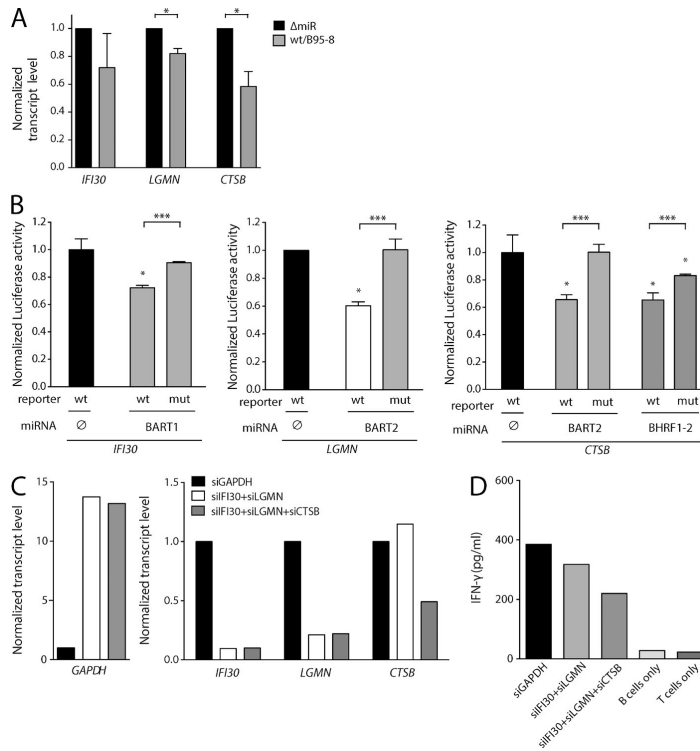 A
Normalized
transcript level
1.0
0.8
0.6
0.4
0.2
0.0
*
*
IFI30
LGMN
CTSB
ΔmiR
wt/B95-8
B
Normalized Luciferase activity
1.2
1.0
0.8
0.6
0.4
0.2
0.0
***
*
reporter wt wt mut
miRNA ∅ BART1
IFI30
Normalized Luciferase activity
1.2
1.0
0.8
0.6
0.4
0.2
0.0
***
*
wt wt mut
∅ BART2
LGMN
Normalized Luciferase activity
1.2
1.0
0.8
0.6
0.4
0.2
0.0
*** ***
* * *
reporter wt wt mut wt mut
miRNA ∅ BART2 BHRF1-2
CTSB
C
Normalized transcript level
15
10
5
0
GAPDH
Normalized transcript level
1.5
1.0
0.5
0.0
siGAPDH
siIFI30+siLGMN
siIFI30+siLGMN+siCTSB
IFI30
LGMN
CTSB
D
IFN-γ (pg/ml)
600
400
200
0
siGAPDH
siIFI30+siLGMN
siIFI30+siLGMN+siCTSB
B cells only
T cells only